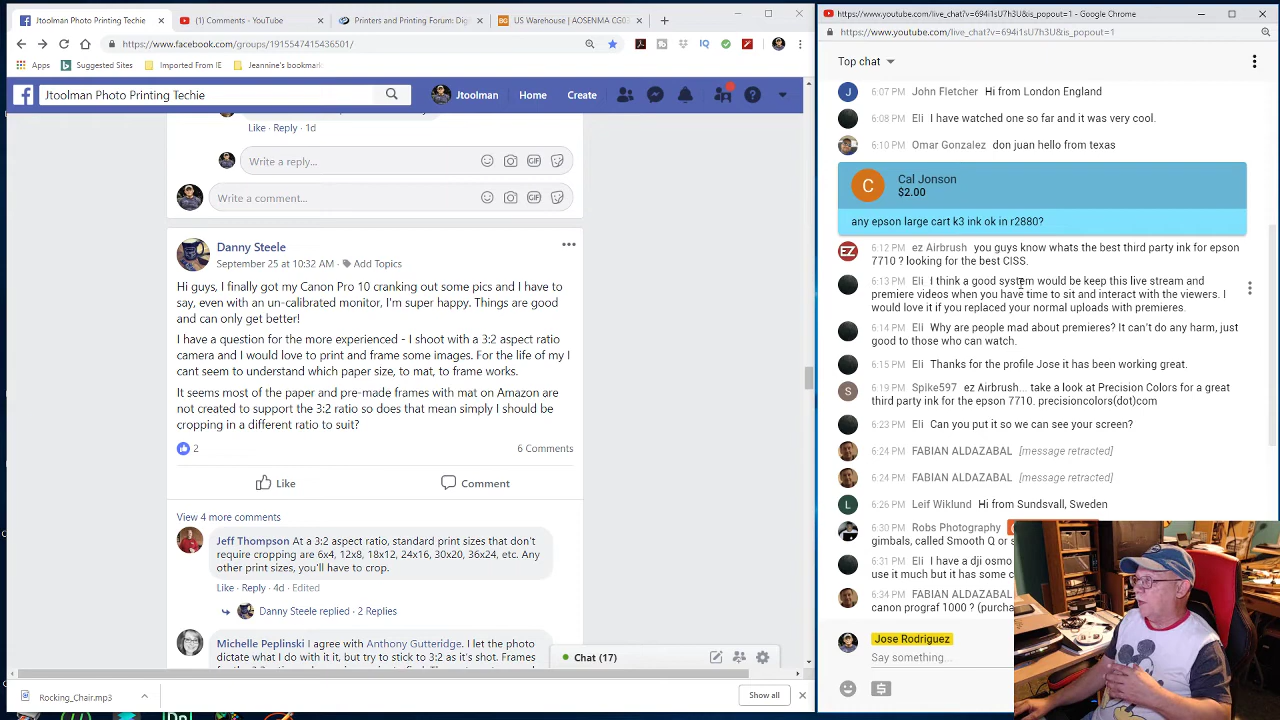 Jtoolman Photo Printing Techie
(1) Comments - YouTube
Printers and Printing Forum: Dig
US Warehouse | AOSENMA CG0
https://www.facebook.com/groups/1915547415436501/
Apps
Suggested Sites
Imported From IE
Jeannine's bookmark
Jtoolman Photo Printing Techie
Jtoolman
Home
Create
Like · Reply · 1d
Write a reply...
Write a comment...
GIF
GIF
Danny Steele
September 25 at 10:32 AM · Add Topics
Hi guys, I finally got my Canon Pro 10 cranking out some pics and I have to
say, even with an un-calibrated monitor, I'm super happy. Things are good
and can only get better!
I have a question for the more experienced - I shoot with a 3:2 aspect ratio
camera and I would love to print and frame some images. For the life of my I
can't seem to understand which paper size, to mat, to frame works.
It seems most of the paper and pre-made frames with mat on Amazon are
not created to support the 3:2 ratio so does that mean simply I should be
cropping in a different ratio to suit?
2
6 Comments
Like
Comment
View 4 more comments
Jeff Thompson At a 3:2 aspect ratio, standard print sizes that don't
require cropping are 6x4, 12x8, 18x12, 24x16, 30x20, 36x24, etc. Any
other print sizes, you'll have to crop.
Like · Reply · 4d · Edited
Danny Steele replied · 2 Replies
Michelle Peplinski I agree with Anthony Gutteridge. I let the photo
dictate what I do with it, but try to stick to 3:2 as it's shot. Frames
Chat (17)
Rocking_Chair.mp3
Show all
https://www.youtube.com/live_chat?v=694i1sU7h3U&is_popout=1 - Google Chrome
https://www.youtube.com/live_chat?v=694i1sU7h3U&is_popout=1
Top chat
J 6:07 PM John Fletcher Hi from London England
6:08 PM Eli I have watched one so far and it was very cool.
6:10 PM Omar Gonzalez don juan hello from texas
C
Cal Jonson
$2.00
any epson large cart k3 ink ok in r2880?
EZ 6:12 PM ez Airbrush you guys know whats the best third party ink for epson
7710 ? looking for the best CISS.
6:13 PM Eli I think a good system would be keep this live stream and
premiere videos when you have time to sit and interact with the viewers. I
would love it if you replaced your normal uploads with premieres.
6:14 PM Eli Why are people mad about premieres? It can't do any harm, just
good to those who can watch.
6:15 PM Eli Thanks for the profile Jose it has been working great.
S 6:19 PM Spike597 ez Airbrush... take a look at Precision Colors for a great
third party ink for the epson 7710. precisioncolors(dot)com
6:23 PM Eli Can you put it so we can see your screen?
6:24 PM FABIAN ALDAZABAL [message retracted]
6:24 PM FABIAN ALDAZABAL [message retracted]
L 6:26 PM Leif Wiklund Hi from Sundsvall, Sweden
6:30 PM Robs Photography
gimbals, called Smooth Q or s
6:31 PM Eli I have a dji osmo
use it much but it has some c
6:34 PM FABIAN ALDAZABAL
canon prograf 1000 ? (purcha
Jose Rodriguez
Say something...